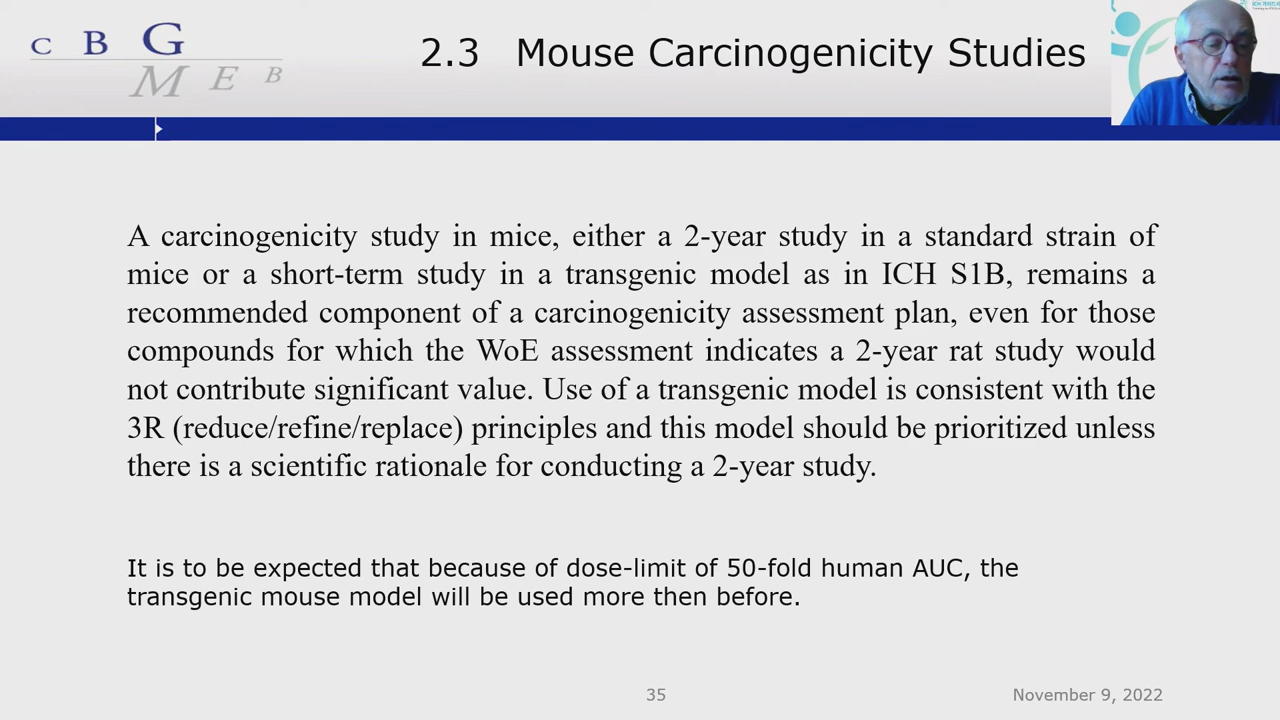 C B G
M E B
2.3 Mouse Carcinogenicity Studies
A carcinogenicity study in mice, either a 2-year study in a standard strain of
mice or a short-term study in a transgenic model as in ICH S1B, remains a
recommended component of a carcinogenicity assessment plan, even for those
compounds for which the WoE assessment indicates a 2-year rat study would
not contribute significant value. Use of a transgenic model is consistent with the
3R (reduce/refine/replace) principles and this model should be prioritized unless
there is a scientific rationale for conducting a 2-year study.
It is to be expected that because of dose-limit of 50-fold human AUC, the
transgenic mouse model will be used more then before.
35
November 9, 2022